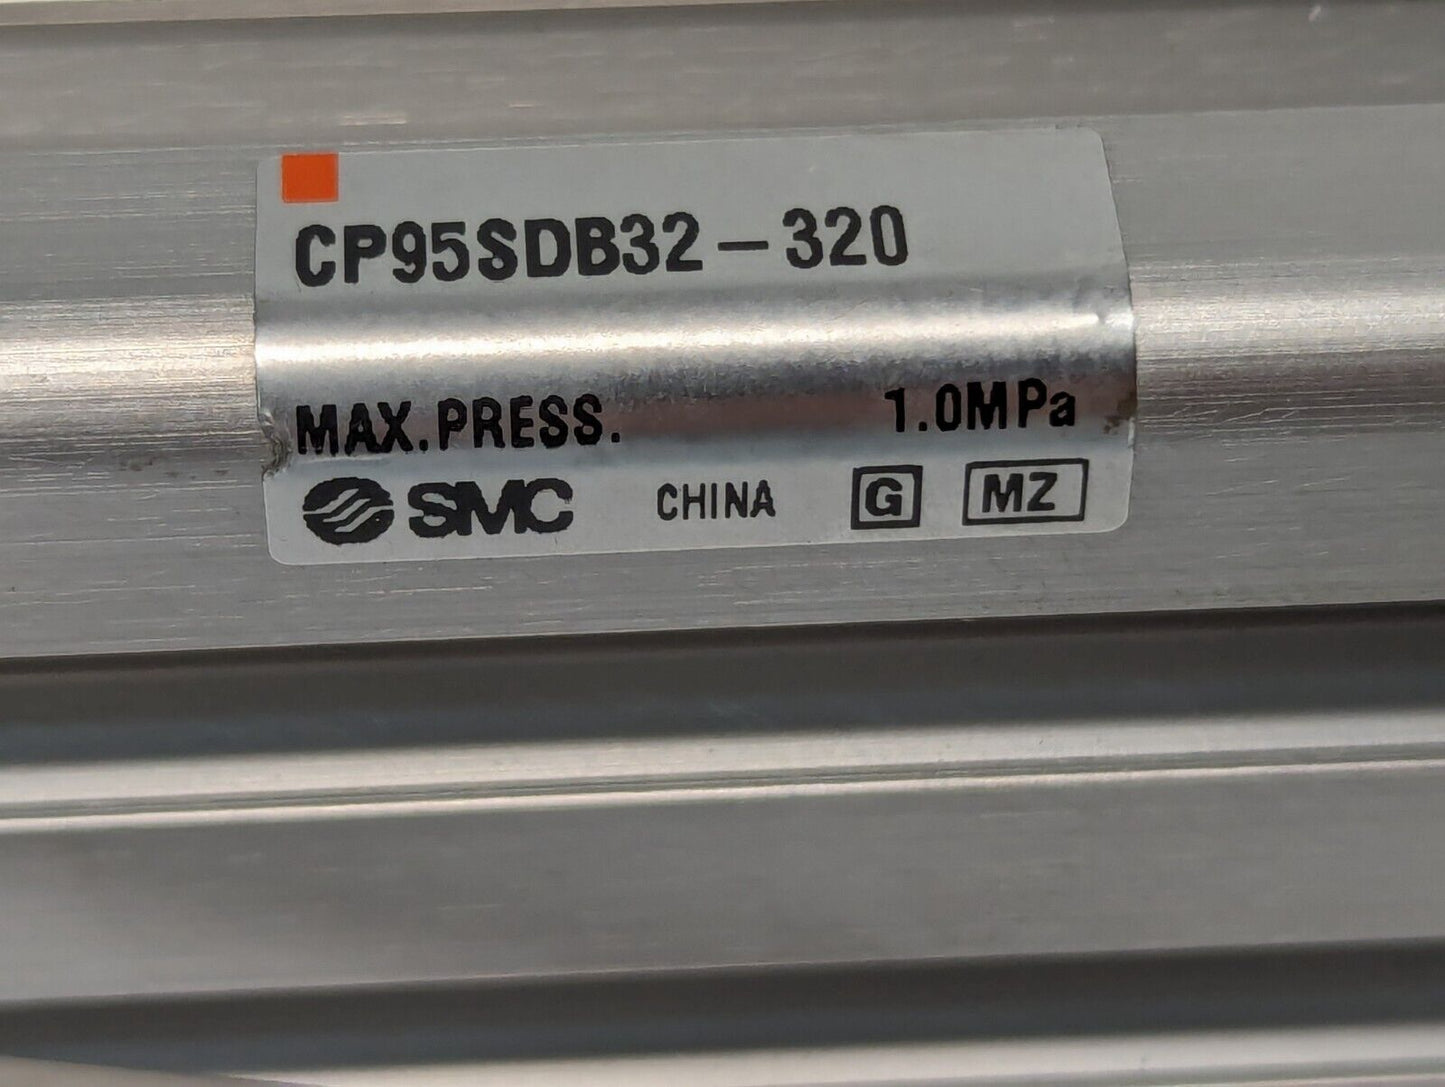 CP95SDB32-320
MAX.PRESS. 1.0MPa
SMC CHINA G MZ